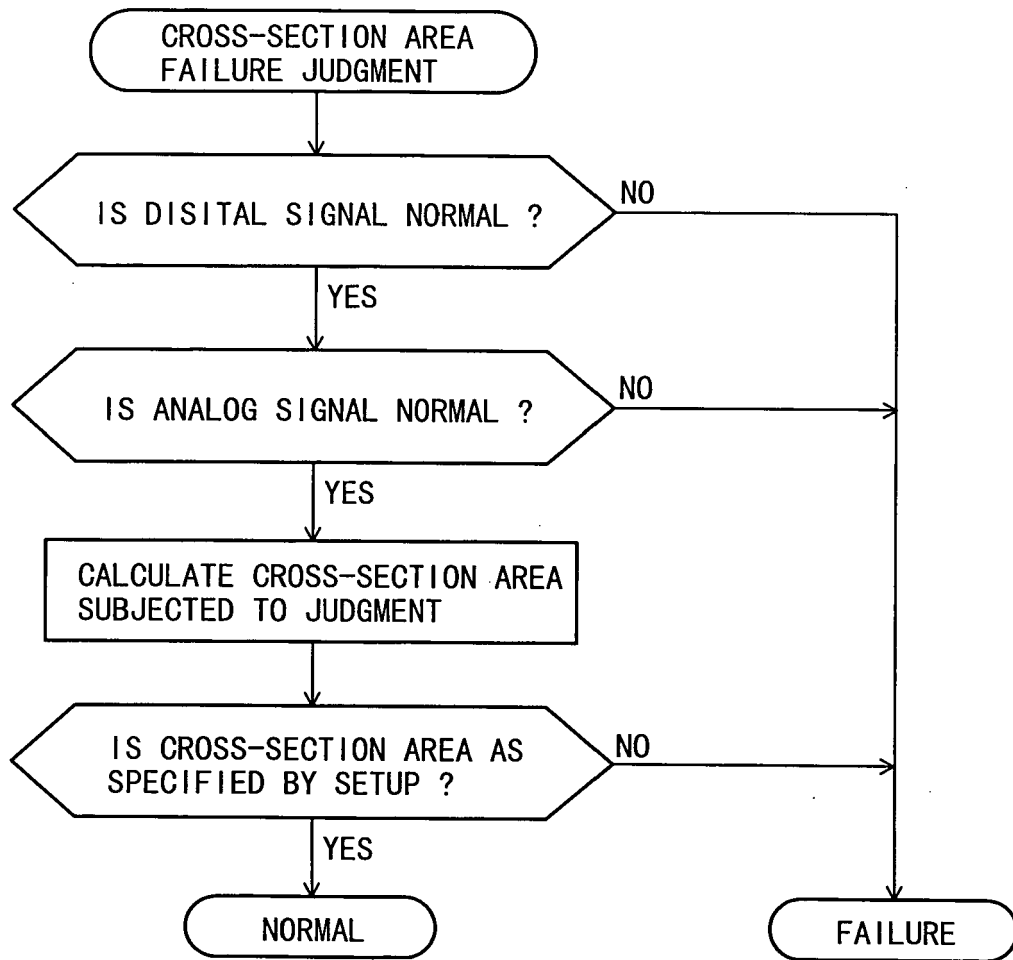 CROSS-SECTION AREA
FAILURE JUDGMENT
IS DISITAL SIGNAL NORMAL ?
NO
YES
IS ANALOG SIGNAL NORMAL ?
NO
YES
CALCULATE CROSS-SECTION AREA
SUBJECTED TO JUDGMENT
IS CROSS-SECTION AREA AS
SPECIFIED BY SETUP ?
NO
YES
NORMAL
FAILURE